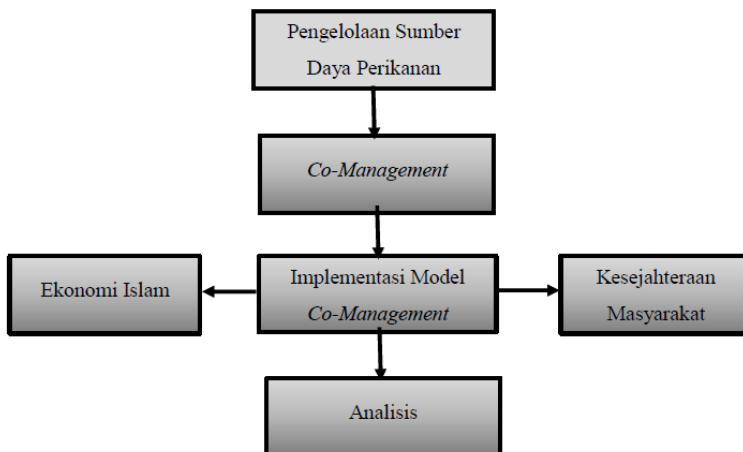 Pengelolaan Sumber
Daya Perikanan
Co-Management
Ekonomi Islam
Implementasi Model
Co-Management
Kesejahteraan
Masyarakat
Analisis